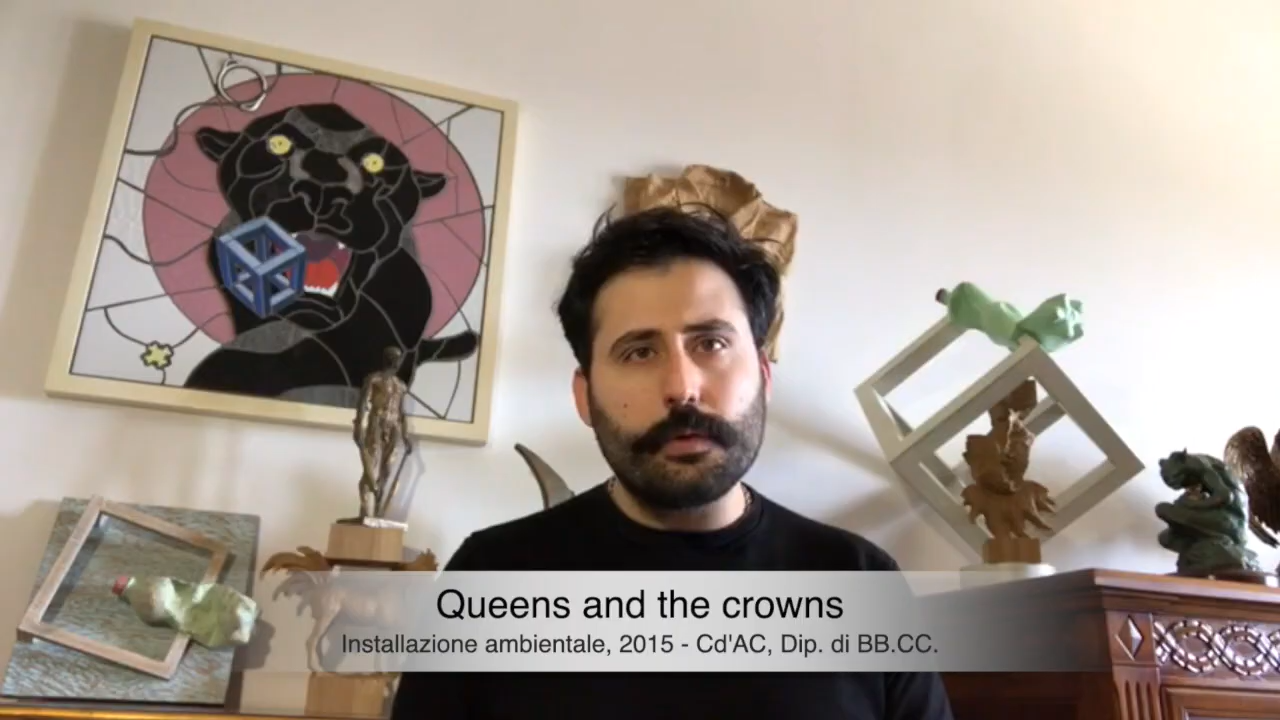 Queens and the crowns
Installazione ambientale, 2015 - Cd'AC, Dip. di BB.CC.